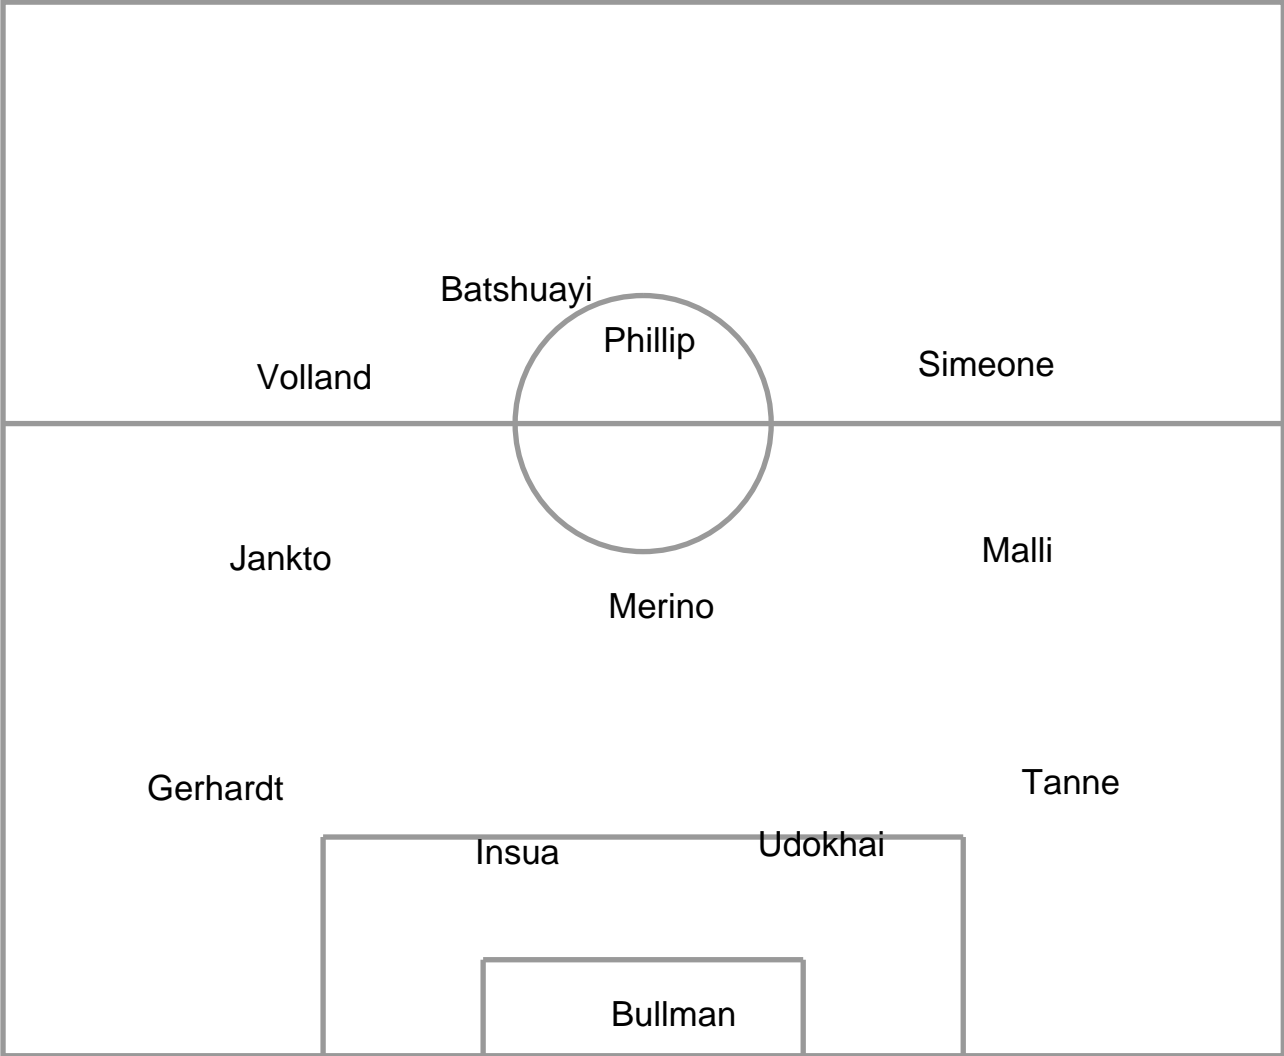 Batshuayi
Phillip
Simeone
Volland
Malli
Jankto
Merino
Tanne
Gerhardt
Udokhai
Insua
Bullman